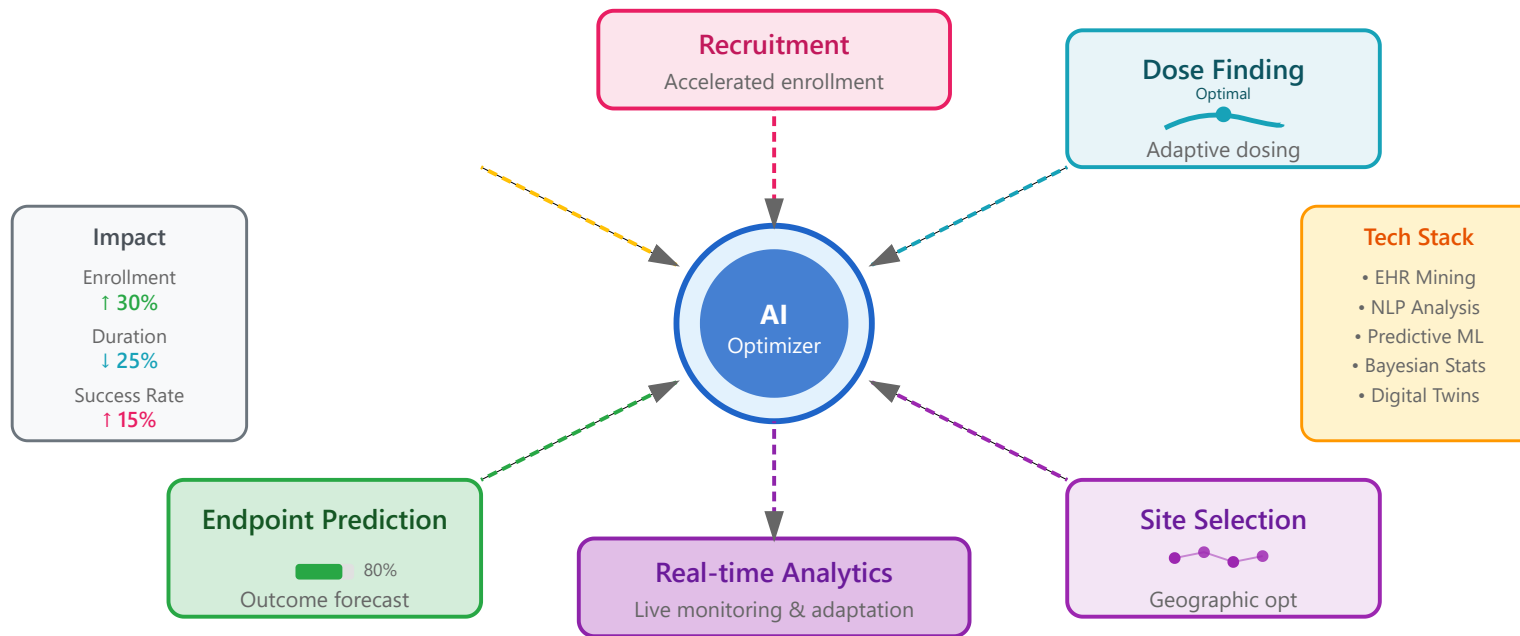 Recruitment
Accelerated enrollment
Dose Finding
Optimal
Adaptive dosing
Impact
Enrollment
↑ 30%
Duration
↓ 25%
Success Rate
↑ 15%
AI
Optimizer
Tech Stack
• EHR Mining
• NLP Analysis
• Predictive ML
• Bayesian Stats
• Digital Twins
Endpoint Prediction
80%
Outcome forecast
Real-time Analytics
Live monitoring & adaptation
Site Selection
Geographic opt